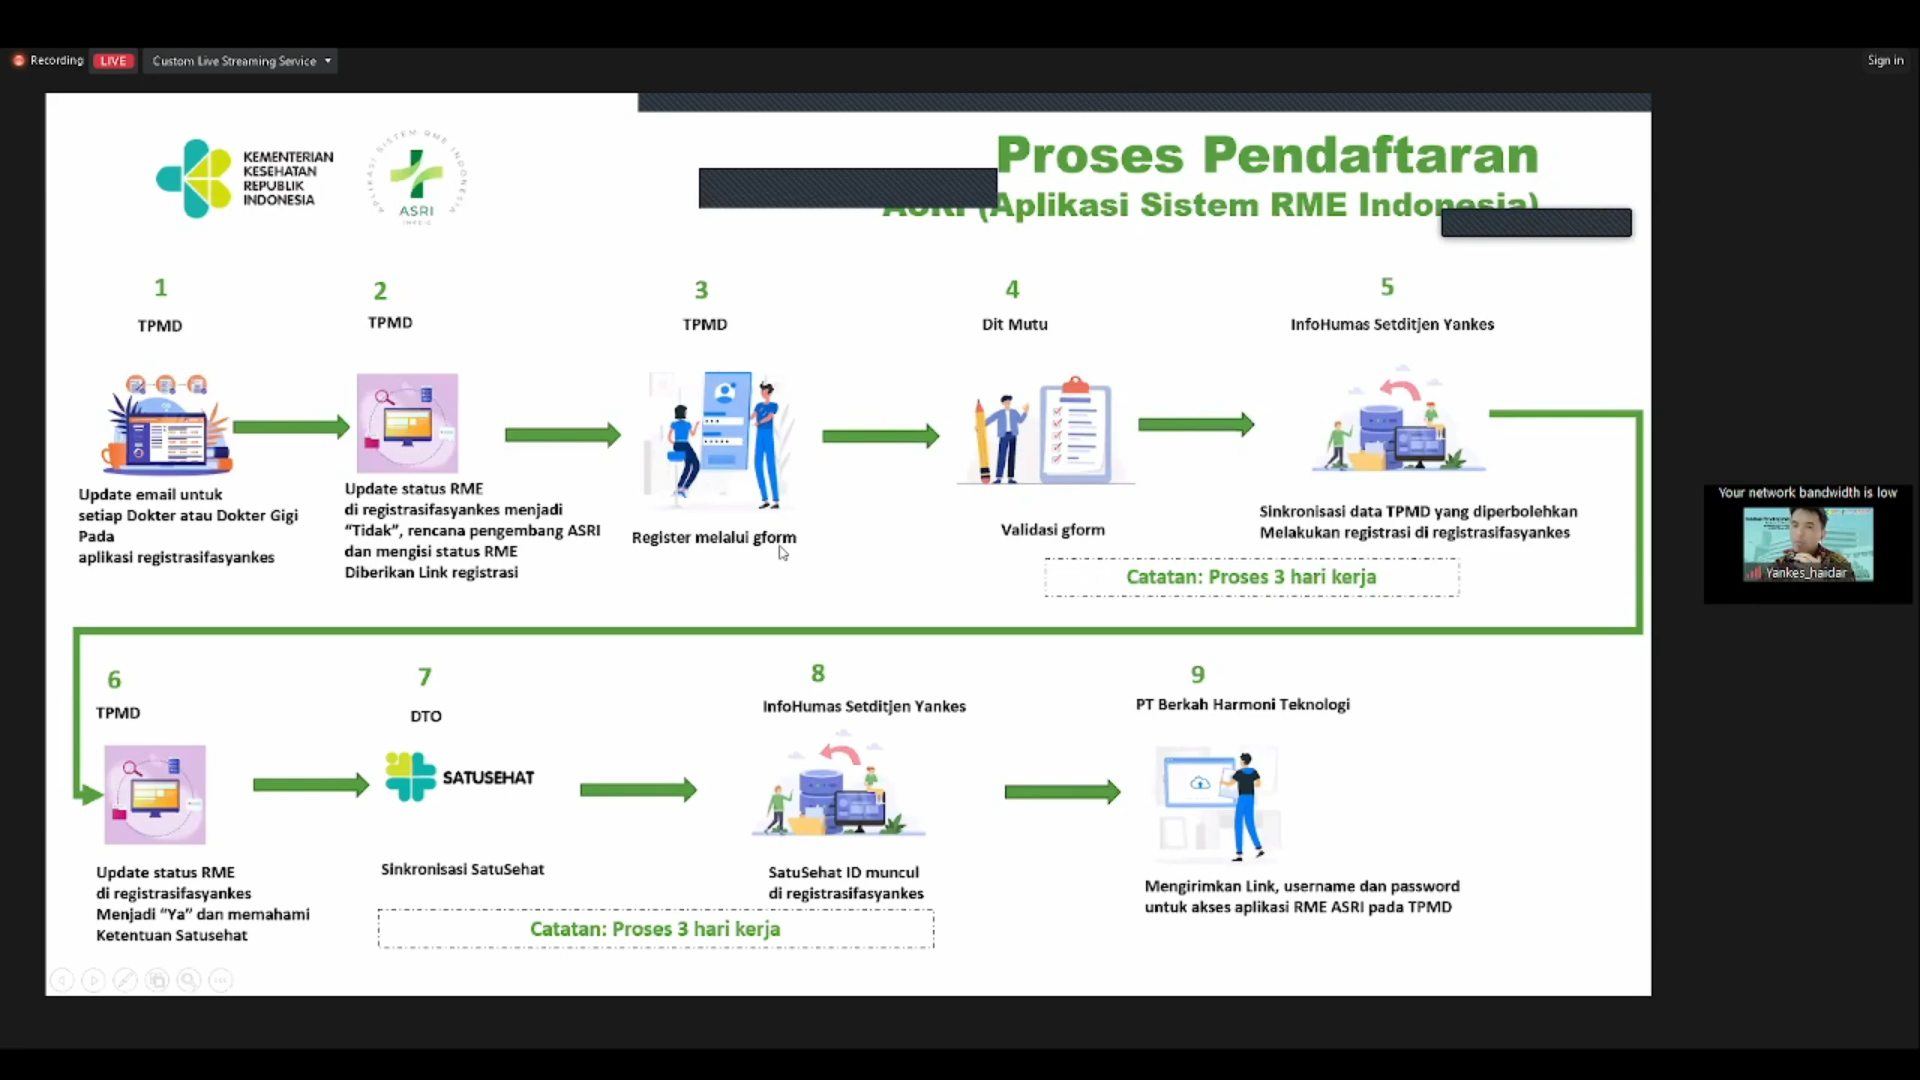 Recording
LIVE
Custom Live Streaming Service
Sign in
KEMENTERIAN
KESEHATAN
REPUBLIK
INDONESIA
APLIKASI SISTEM RME INDONESIA
ASRI
Proses Pendaftaran
ASRI (Aplikasi Sistem RME Indonesia)
1
TPMD
Update email untuk
setiap Dokter atau Dokter Gigi
Pada
aplikasi registrasifasyankes
2
TPMD
Update status RME
di registrasifasyankes menjadi
“Tidak”, rencana pengembang ASRI
dan mengisi status RME
Diberikan Link registrasi
3
TPMD
Register melalui gform
4
Dit Mutu
Validasi gform
5
InfoHumas Setditjen Yankes
Sinkronisasi data TPMD yang diperbolehkan
Melakukan registrasi di registrasifasyankes
Catatan: Proses 3 hari kerja
Your network bandwidth is low
Yankes_haidar
6
TPMD
Update status RME
di registrasifasyankes
Menjadi “Ya” dan memahami
Ketentuan Satusehat
7
DTO
SATUSEHAT
Sinkronisasi SatuSehat
8
InfoHumas Setditjen Yankes
SatuSehat ID muncul
di registrasifasyankes
Catatan: Proses 3 hari kerja
9
PT Berkah Harmoni Teknologi
Mengirimkan Link, username dan password
untuk akses aplikasi RME ASRI pada TPMD